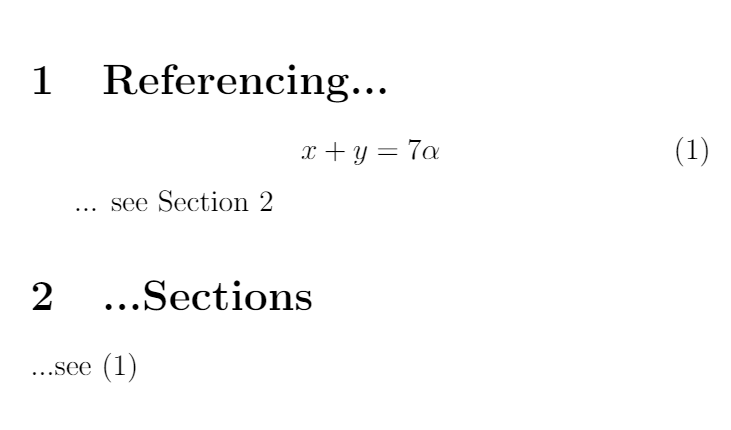 1 Referencing...
x + y = 7α (1)
... see Section 2
2 ...Sections
...see (1)